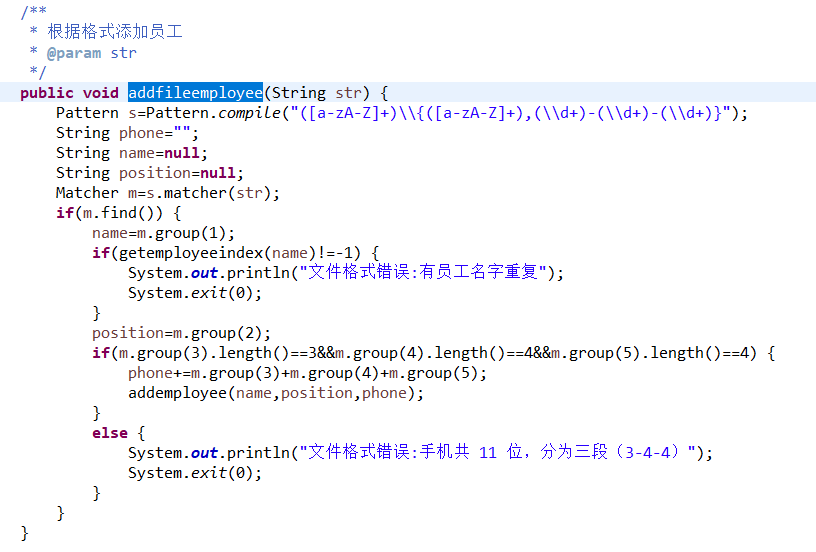 /**
 * 根据格式添加员工
 * @param str
 */
public void addfileemployee(String str) {
    Pattern s=Pattern.compile("([a-zA-Z]+)\\{([a-zA-Z]+),(\\d+)-(\\d+)-(\\d+)}");
    String phone="";
    String name=null;
    String position=null;
    Matcher m=s.matcher(str);
    if(m.find()) {
        name=m.group(1);
        if(getemployeeindex(name)!=-1) {
            System.out.println("文件格式错误:有员工名字重复");
            System.exit(0);
        }
        position=m.group(2);
        if(m.group(3).length()==3&&m.group(4).length()==4&&m.group(5).length()==4) {
            phone+=m.group(3)+m.group(4)+m.group(5);
            addemployee(name,position,phone);
        }
        else {
            System.out.println("文件格式错误:手机共 11 位，分为三段（3-4-4）");
            System.exit(0);
        }
    }
}